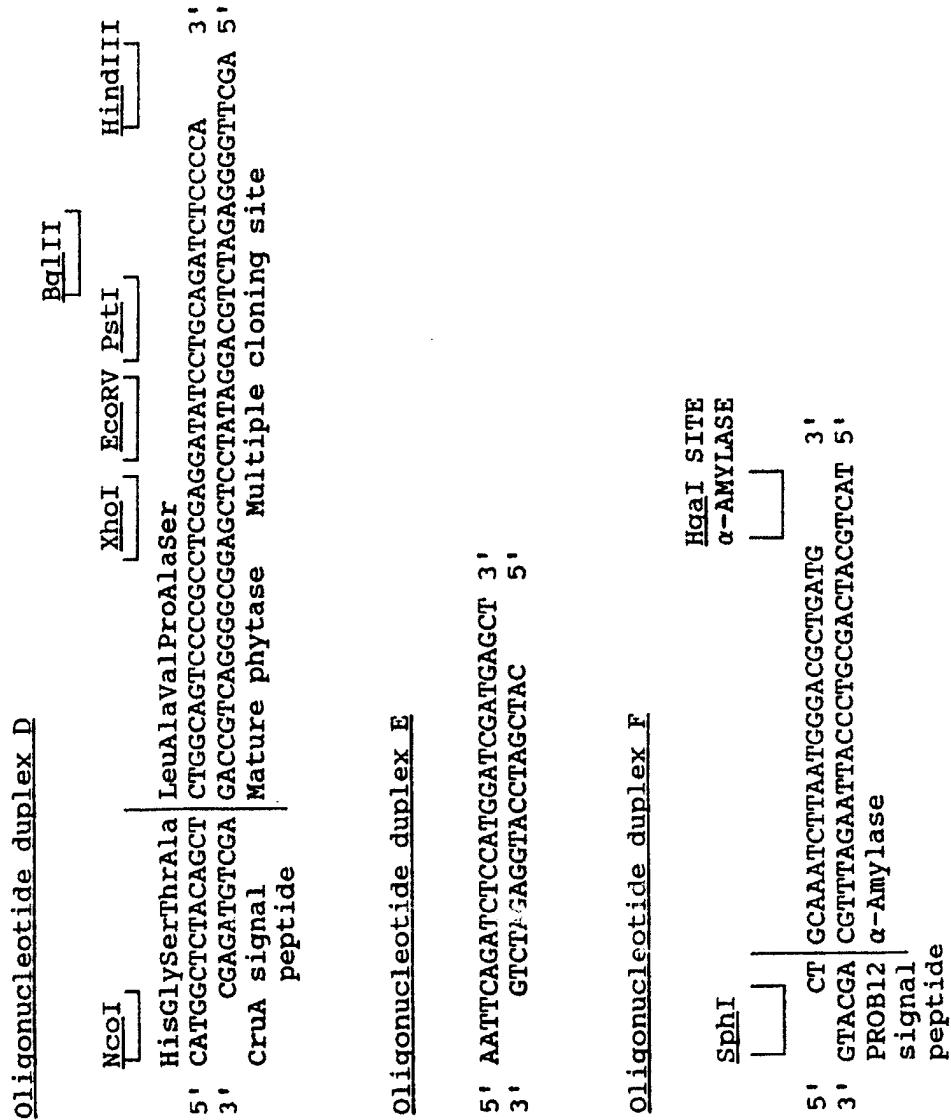 Oligonucleotide duplex D
BglII
NcoI XhoI EcoRV PstI HindIII
HisGlySerThrAla LeuAlaValProAlaSer
5' CATGGCTCTACAGCT CTGGCAGTCCCCGCCTCGAGGATATCCTGCAGATCTCCCCA 3'
3' CGAGATGTCGA GACCGTCAGGGGCGGAGCTCCTATAGGACGTCTAGAGGGGTTCGA 5'
CruA signal Mature phytase Multiple cloning site
peptide
Oligonucleotide duplex E
5' AATTCAGATCTCCATGGATCGATGAGCT 3'
3' GTCTAGAGGTACCTAGCTAC 5'
Oligonucleotide duplex F
HgaI SITE
SphI α-AMYLASE
5' CT GCAAATCTTAATGGGACGCTGATG 3'
3' GTACGA CGTTTAGAATTACCCTGCGACTACGTCAT 5'
PROB12 α-Amylase
signal
peptide